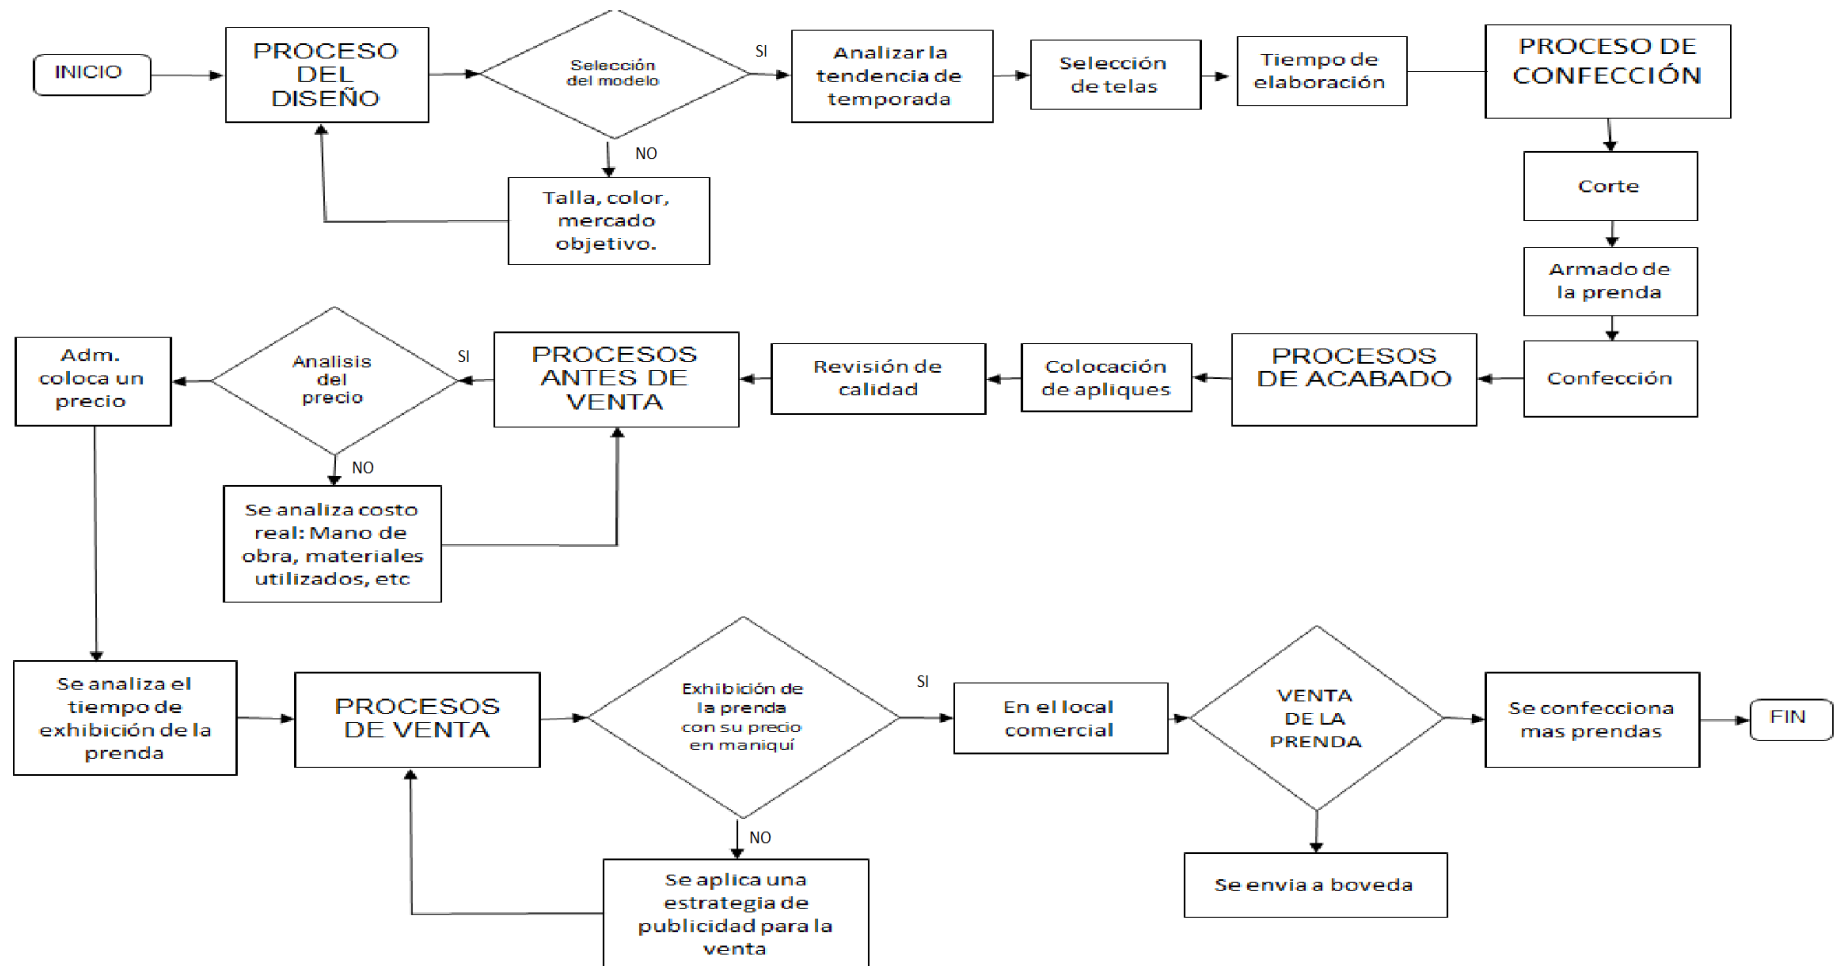 INICIO
PROCESO
DEL
DISEÑO
Selección
del modelo
SI
Analizar la
tendencia de
temporada
Selección
de telas
Tiempo de
elaboración
PROCESO DE
CONFECCIÓN
NO
Talla, color,
mercado
objetivo.
Corte
Armado de
la prenda
Confección
PROCESOS
DE ACABADO
Colocación
de apliques
Revisión de
calidad
PROCESOS
ANTES DE
VENTA
SI
Analisis
del
precio
Adm.
coloca un
precio
NO
Se analiza costo
real: Mano de
obra, materiales
utilizados, etc
Se analiza el
tiempo de
exhibición de la
prenda
PROCESOS
DE VENTA
Exhibición de
la prenda
con su precio
en maniquí
SI
En el local
comercial
VENTA
DE LA
PRENDA
Se confecciona
mas prendas
FIN
NO
Se aplica una
estrategia de
publicidad para la
venta
Se envia a boveda